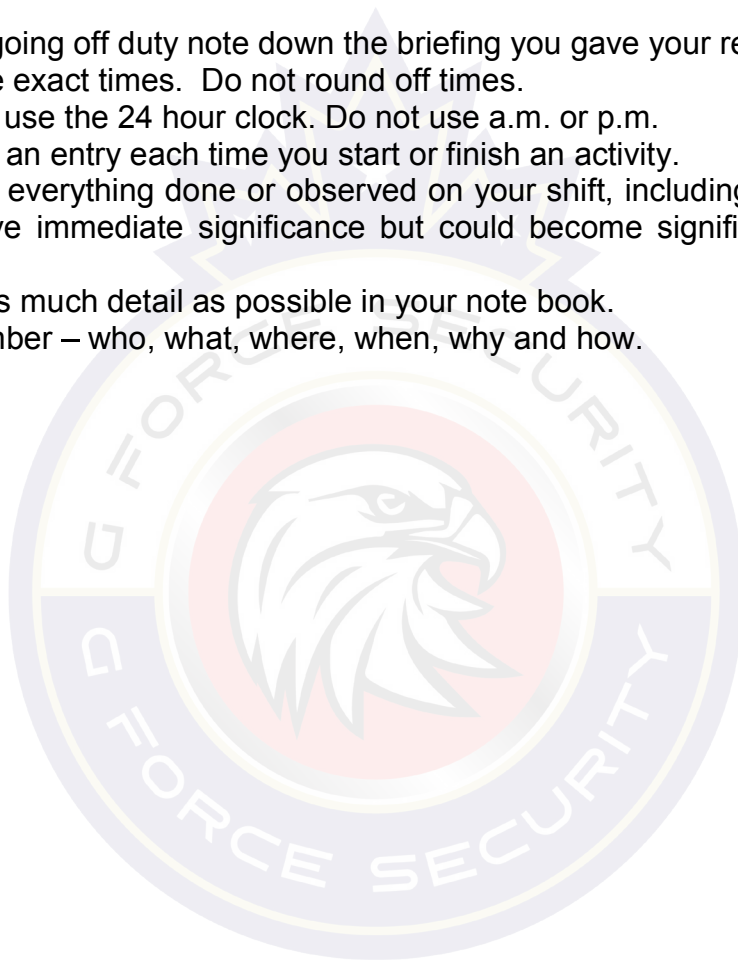 going off duty note down the briefing you gave your re
exact times. Do not round off times.
use the 24 hour clock. Do not use a.m. or p.m.
an entry each time you start or finish an activity.
everything done or observed on your shift, including
immediate significance but could become signifi
much detail as possible in your note book.
– who, what, where, when, why and how.
G FORCE SECURITY
G FORCE SECURITY